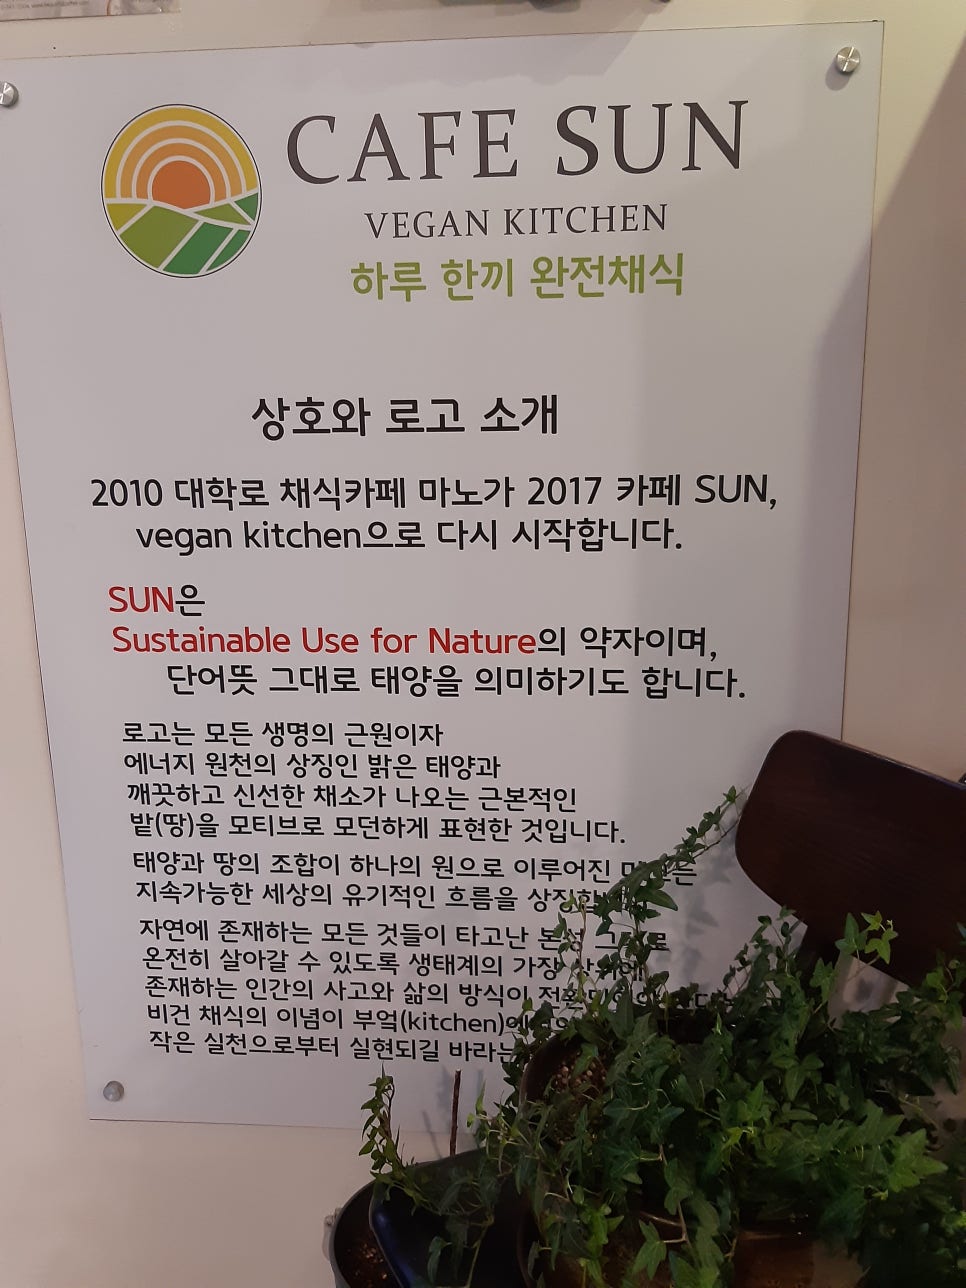 CAFE SUN
VEGAN KITCHEN
하루 한끼 완전채식
상호와 로고 소개
2010 대학로 채식카페 마노가 2017 카페 SUN,
vegan kitchen으로 다시 시작합니다.
SUN은
Sustainable Use for Nature의 약자이며,
단어뜻 그대로 태양을 의미하기도 합니다.
로고는 모든 생명의 근원이자
에너지 원천의 상징인 밝은 태양과
깨끗하고 신선한 채소가 나오는 근본적인
밭(땅)을 모티브로 모던하게 표현한 것입니다.
태양과 땅의 조합이 하나의 원으로 이루어진
지속가능한 세상의 유기적인 흐름을
자연에 존재하는 모든 것들이 타고난 본성
온전히 살아갈 수 있도록 생태계의 가장
존재하는 인간의 사고와 삶의 방식이
비건 채식의 이념이 부엌(kitchen)에
작은 실천으로부터 실현되길